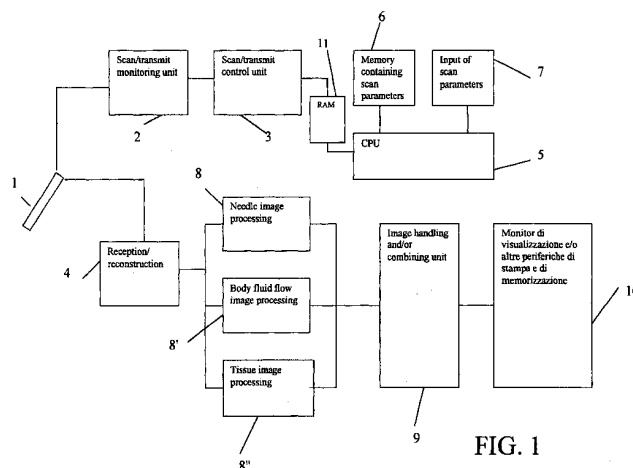 6
11
Scan/transmit
monitoring unit
Scan/transmit
control unit
Memory
containing
scan
parameters
Input of
scan
parameters
7
RAM
2
3
CPU
5
1
8
Needle image
processing
Image handling
and/or
combining unit
Monitor di
visualizzazione e/o
altre periferiche di
stampa e di
memorizzazione
Reception/
reconstruction
4
Body fluid flow
image processing
8'
Tissue image
processing
10
9
8"
FIG. 1